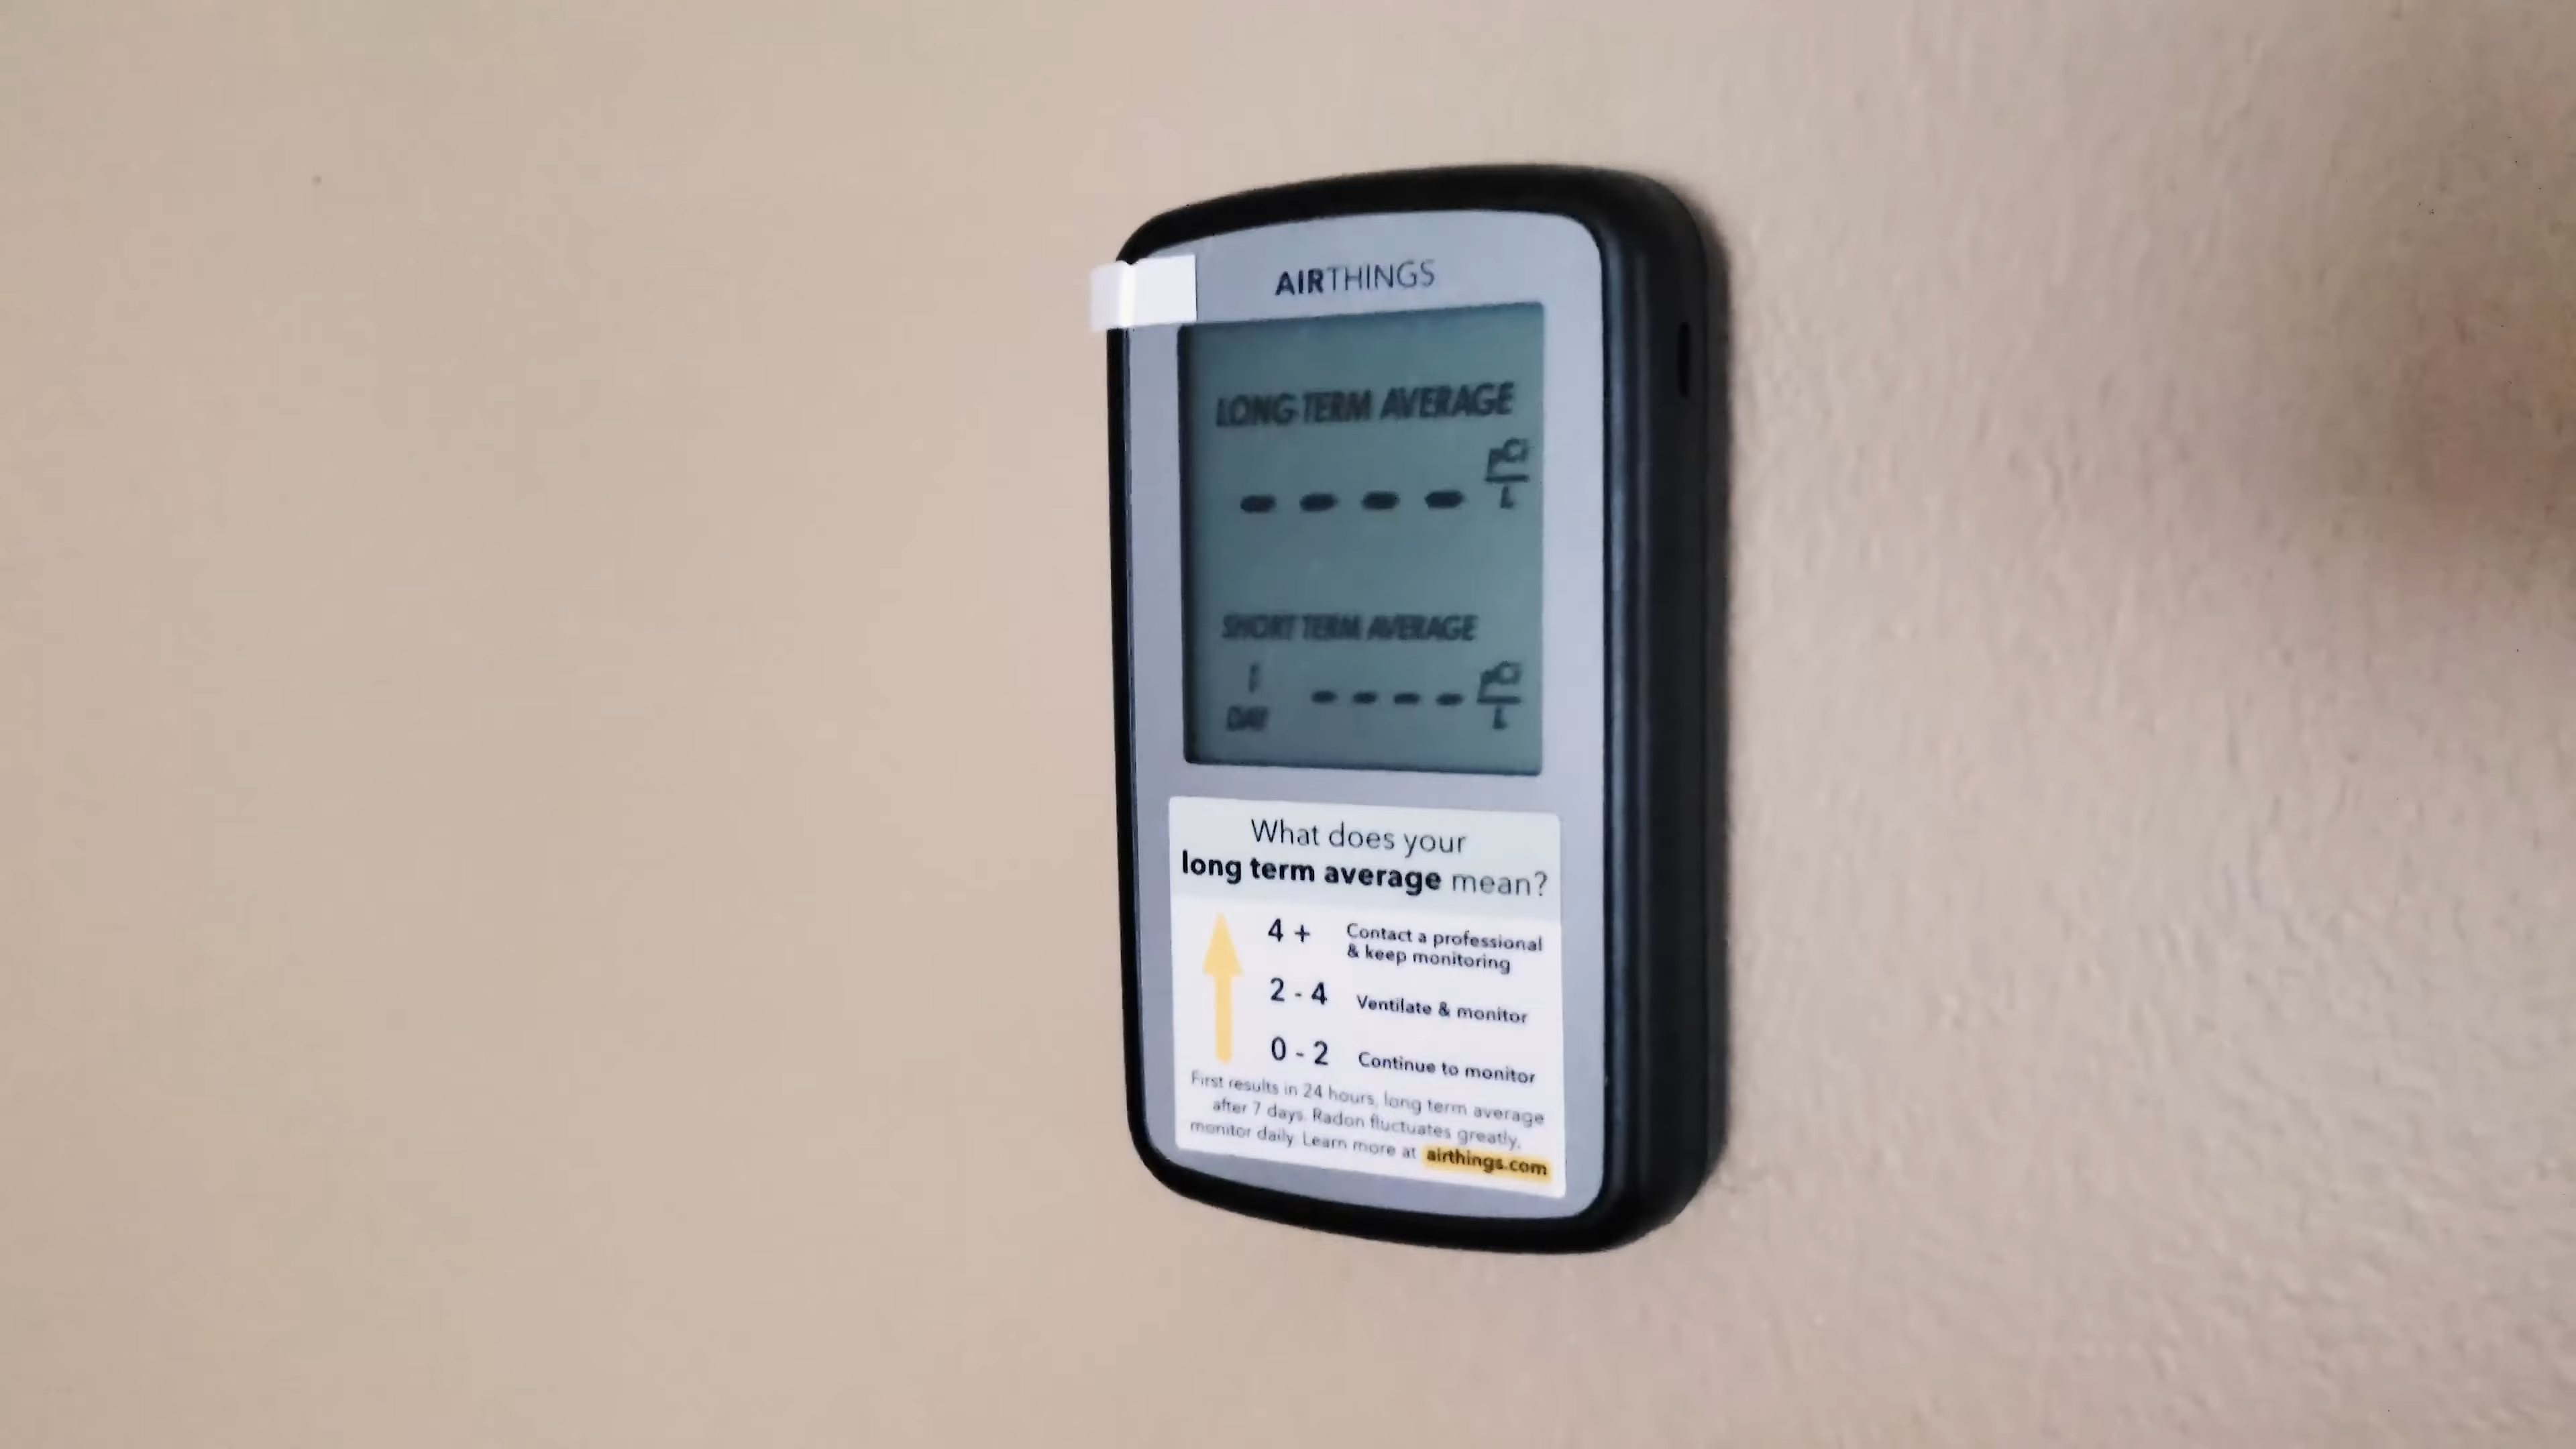 AIRTHINGS
LONG TERM AVERAGE
---- pCi/L
SHORT TERM AVERAGE
1 DAY ---- pCi/L
What does your
long term average mean?
4 + Contact a professional
& keep monitoring
2 - 4 Ventilate & monitor
0 - 2 Continue to monitor
First results in 24 hours, long term average
after 7 days. Radon fluctuates greatly,
monitor daily. Learn more at airthings.com